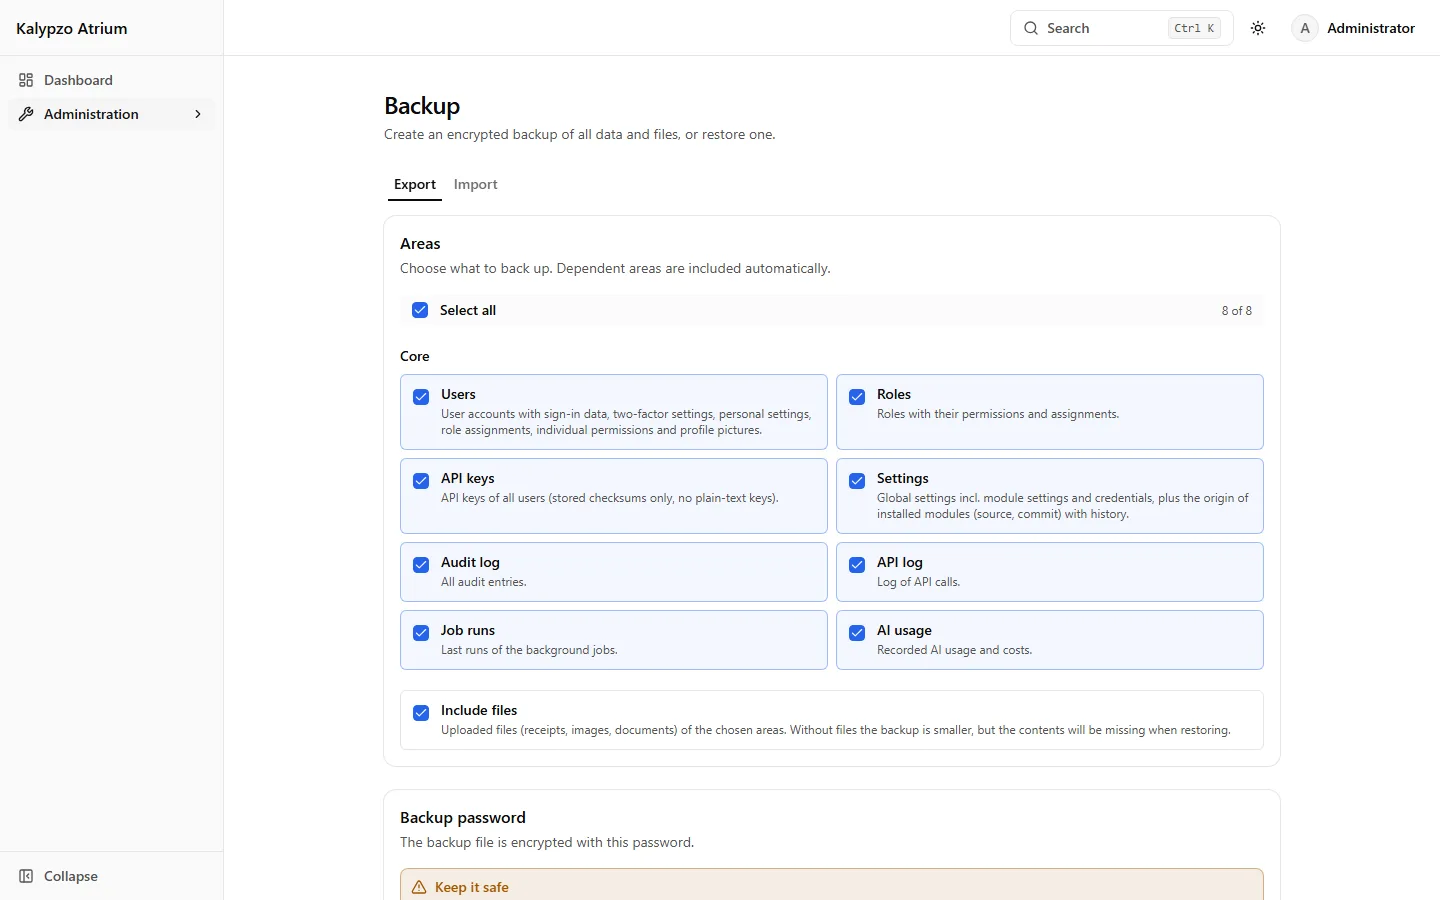 Kalypzo Atrium
Search
Ctrl K
A
Administrator
Dashboard
Administration
Backup
Create an encrypted backup of all data and files, or restore one.
Export
Import
Areas
Choose what to back up. Dependent areas are included automatically.
Select all
8 of 8
Core
Users
User accounts with sign-in data, two-factor settings, personal settings,
role assignments, individual permissions and profile pictures.
Roles
Roles with their permissions and assignments.
API keys
API keys of all users (stored checksums only, no plain-text keys).
Settings
Global settings incl. module settings and credentials, plus the origin of
installed modules (source, commit) with history.
Audit log
All audit entries.
API log
Log of API calls.
Job runs
Last runs of the background jobs.
AI usage
Recorded AI usage and costs.
Include files
Uploaded files (receipts, images, documents) of the chosen areas. Without files the backup is smaller, but the contents will be missing when restoring.
Backup password
The backup file is encrypted with this password.
Keep it safe
Collapse